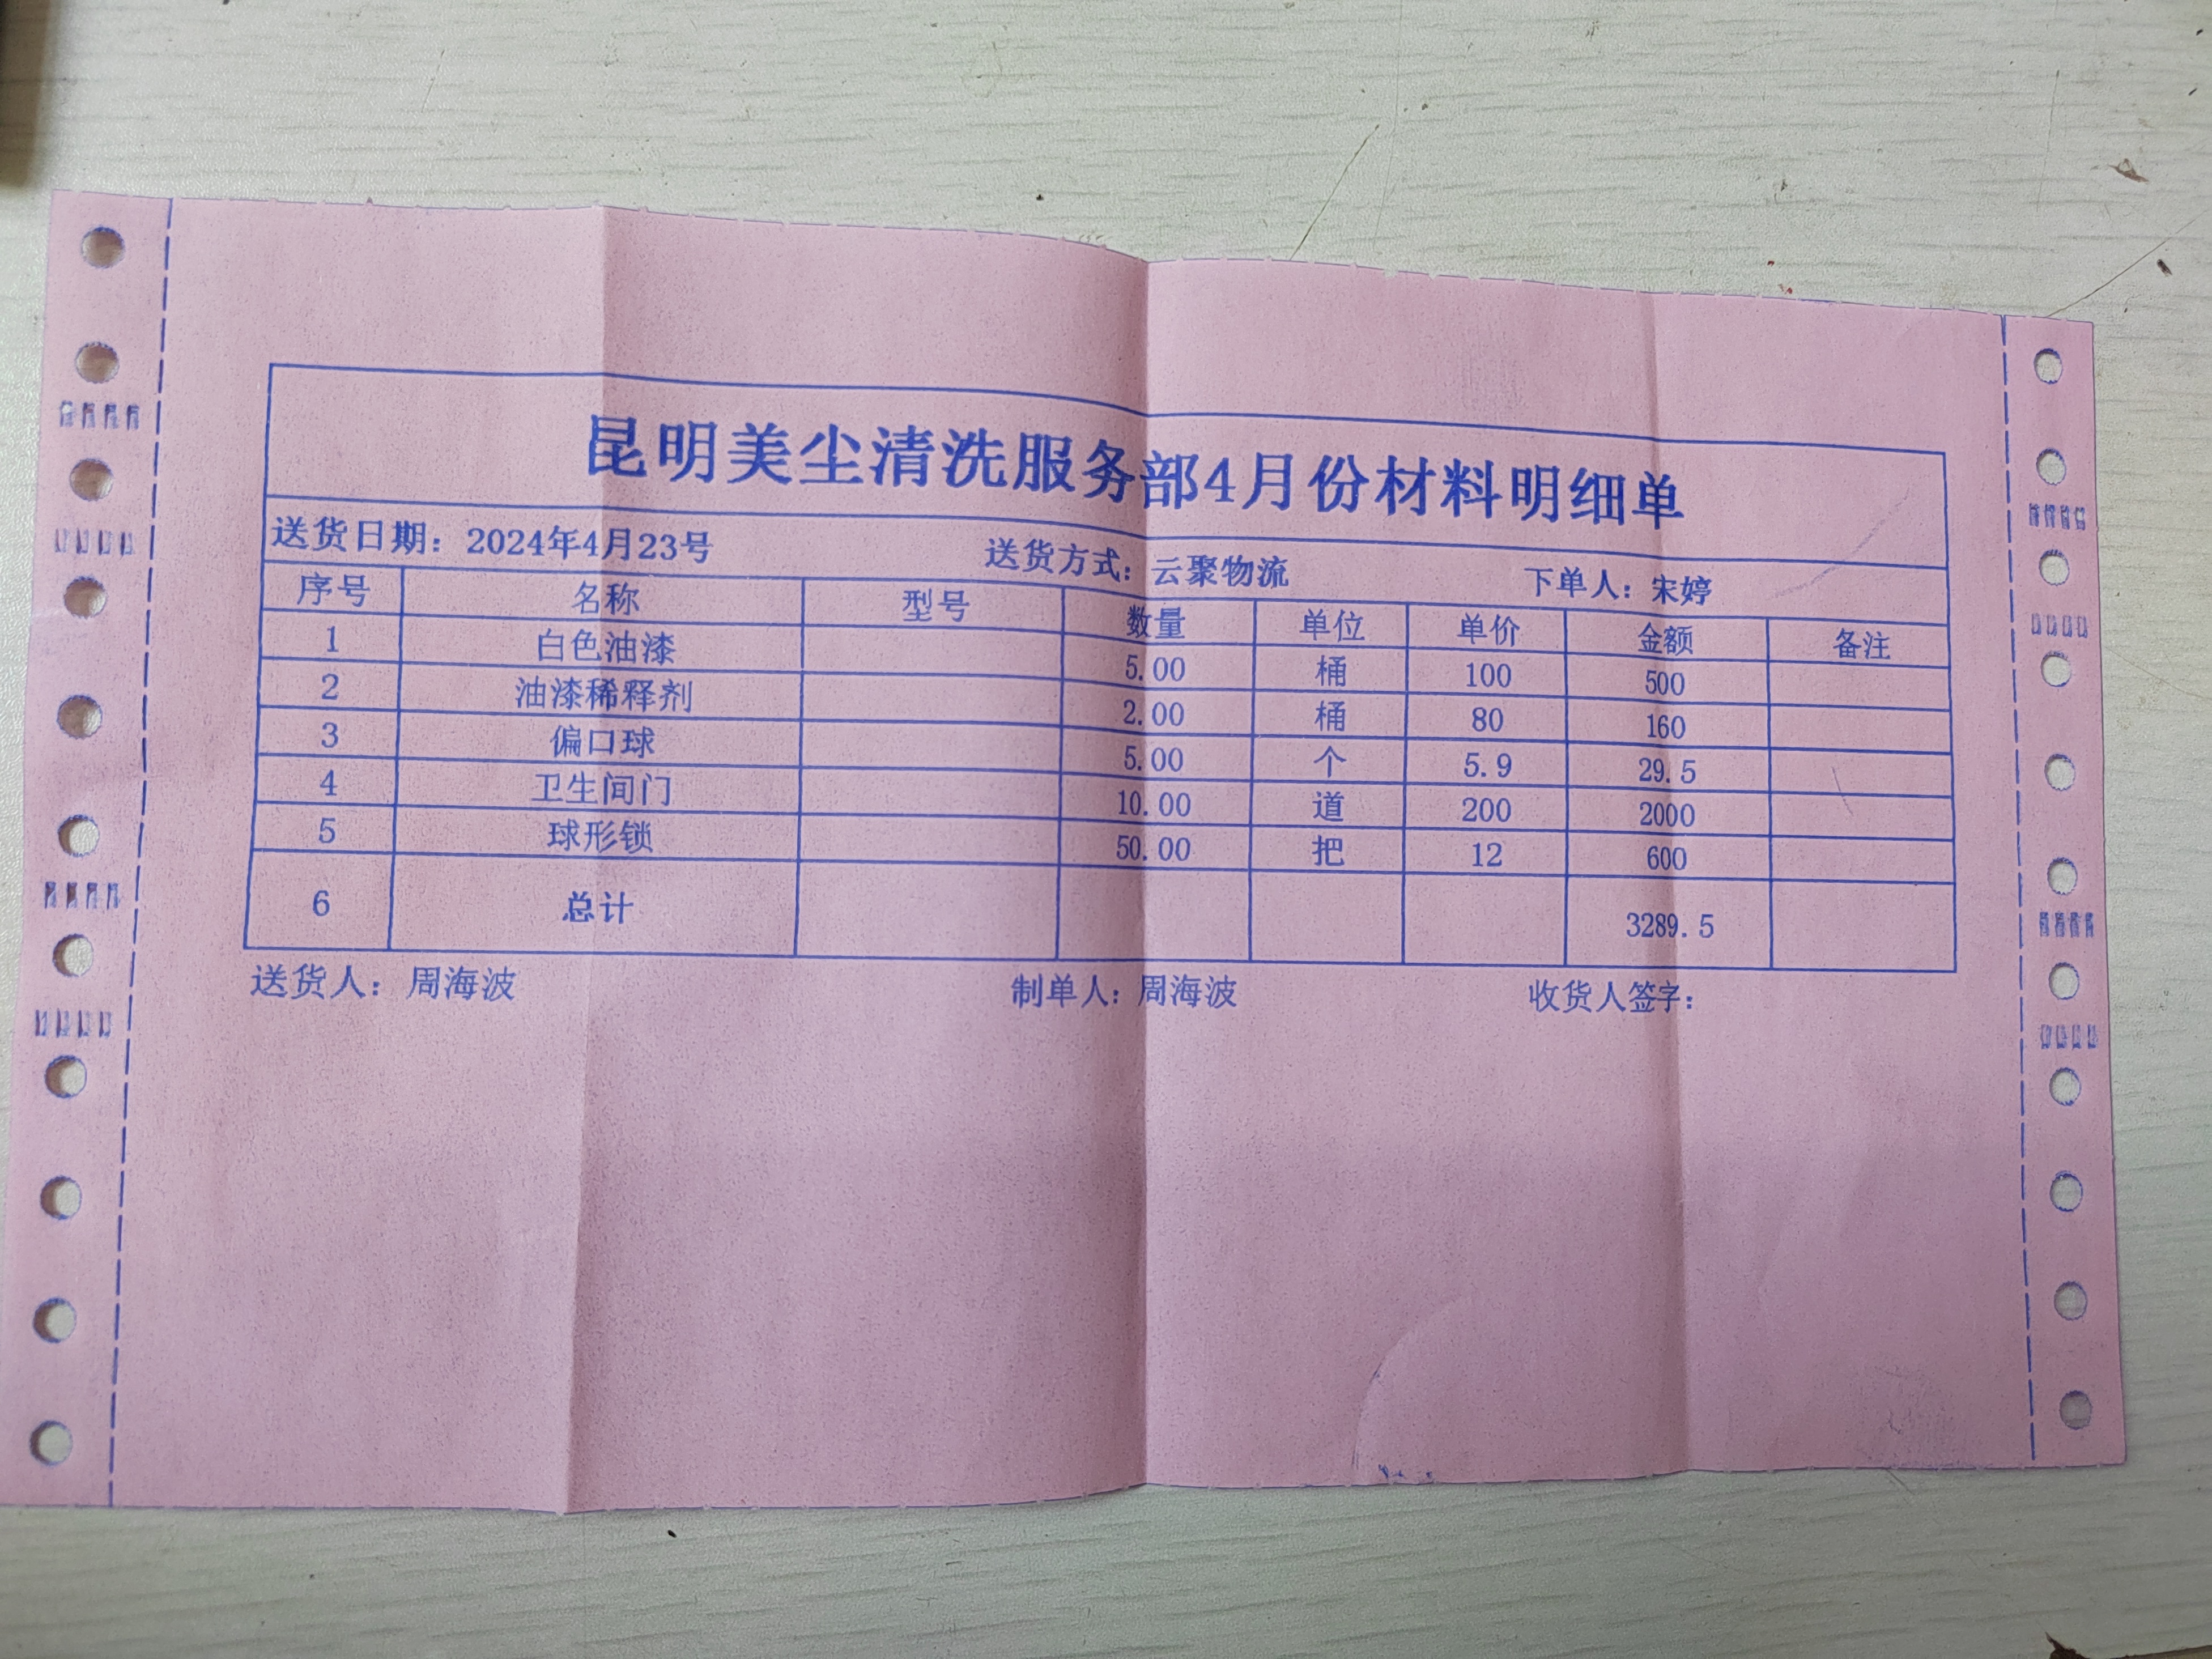 昆明美尘清洗服务部4月份材料明细单
送货日期：2024年4月23号 送货方式：云聚物流 下单人：宋婷
序号 名称 型号 数量 单位 单价 金额 备注
1 白色油漆 5.00 桶 100 500
2 油漆稀释剂 2.00 桶 80 160
3 偏口球 5.00 个 5.9 29.5
4 卫生间门 10.00 道 200 2000
5 球形锁 50.00 把 12 600
6 总计 3289.5
送货人：周海波 制单人：周海波 收货人签字：